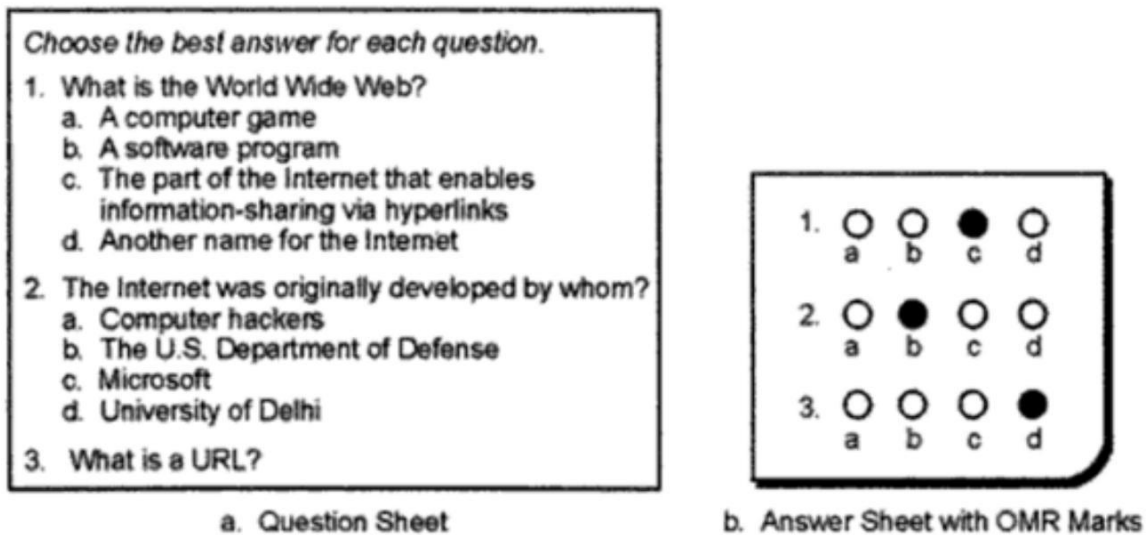 Choose the best answer for each question.
1. What is the World Wide Web?
a. A computer game
b. A software program
c. The part of the Internet that enables
information-sharing via hyperlinks
d. Another name for the Internet
2. The Internet was originally developed by whom?
a. Computer hackers
b. The U.S. Department of Defense
c. Microsoft
d. University of Delhi
3. What is a URL?
a. Question Sheet
1.
a b c d
2.
a b c d
3.
a b c d
b. Answer Sheet with OMR Marks